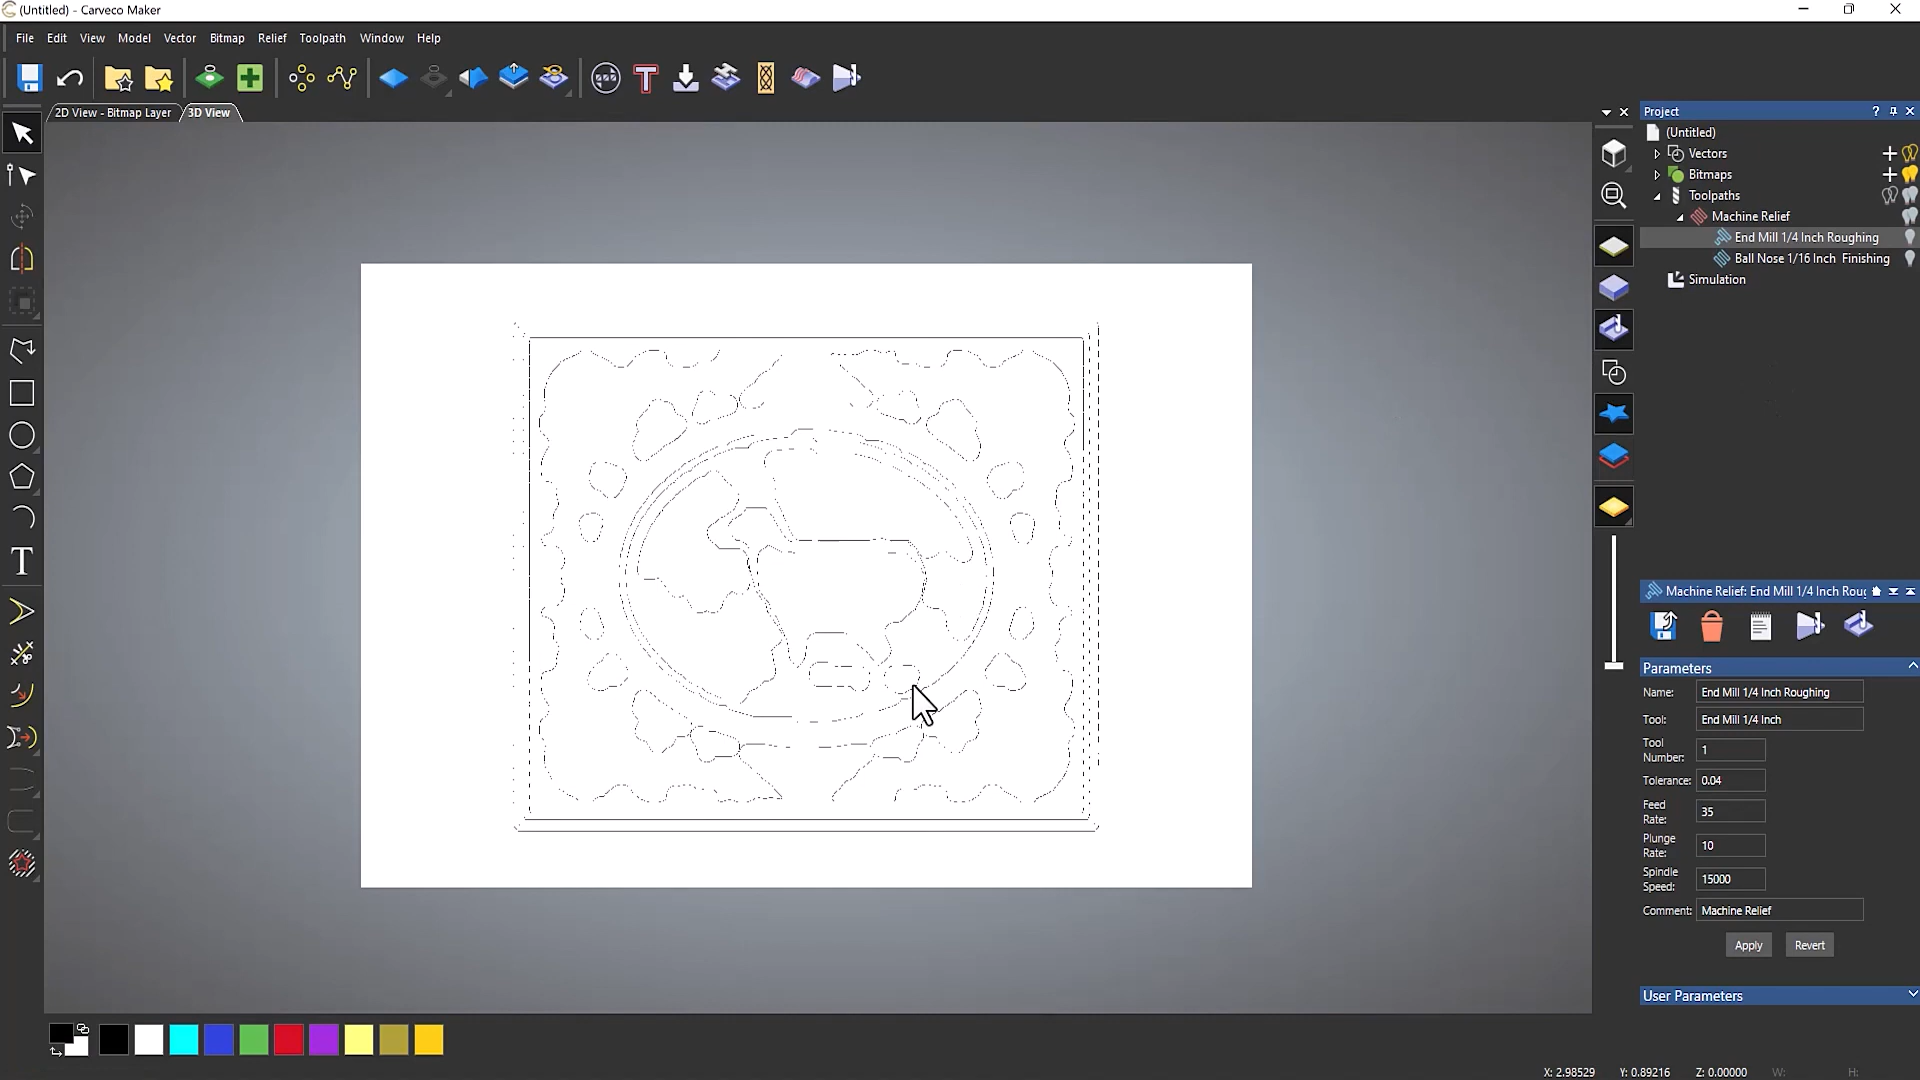 (Untitled) - Carveco Maker
File Edit View Model Vector Bitmap Relief Toolpath Window Help
2D View - Bitmap Layer 3D View
Project
(Untitled)
Vectors
Bitmaps
Toolpaths
Machine Relief
End Mill 1/4 Inch Roughing
Ball Nose 1/16 Inch Finishing
Simulation
Machine Relief: End Mill 1/4 Inch Roug
Parameters
Name: End Mill 1/4 Inch Roughing
Tool: End Mill 1/4 Inch
Tool
Number: 1
Tolerance: 0.04
Feed
Rate: 35
Plunge
Rate: 10
Spindle
Speed: 15000
Comment: Machine Relief
Apply Revert
User Parameters
X: 2.98529 Y: 0.89216 Z: 0.00000 W: H: